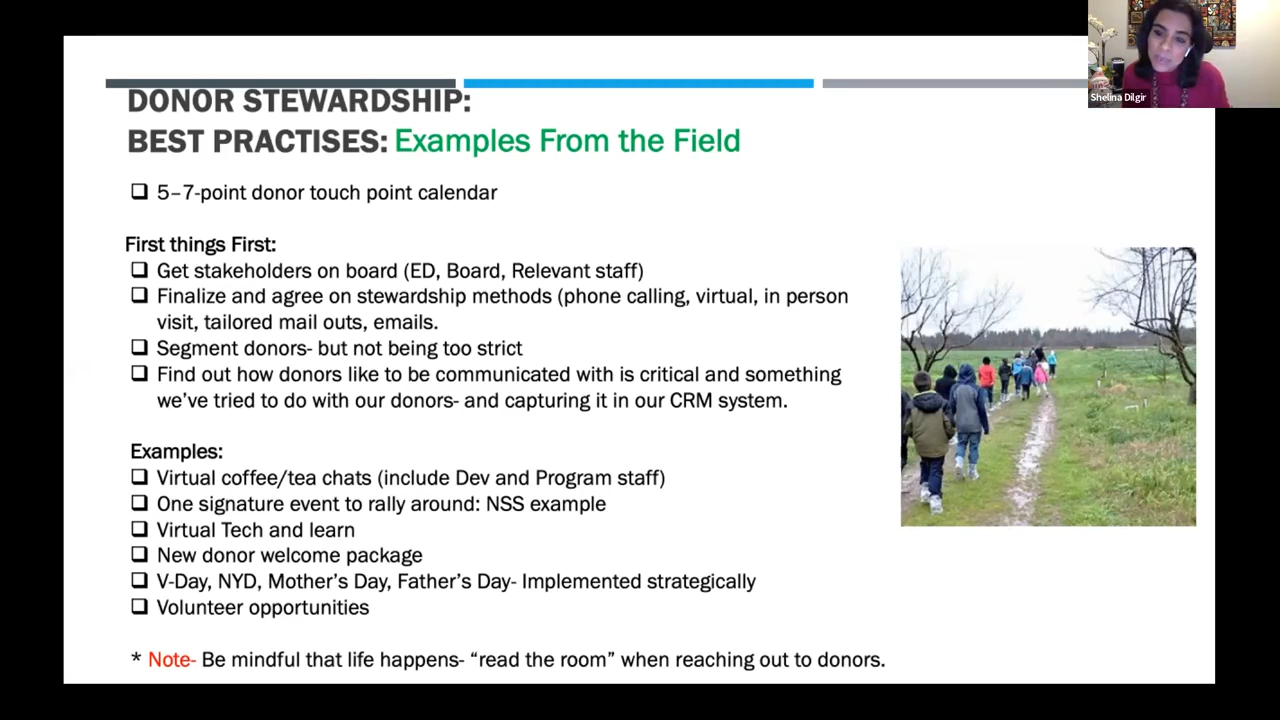 Shelina Dilgir
DONOR STEWARDSHIP:
BEST PRACTISES: Examples From the Field
5–7-point donor touch point calendar
First things First:
Get stakeholders on board (ED, Board, Relevant staff)
Finalize and agree on stewardship methods (phone calling, virtual, in person
visit, tailored mail outs, emails.
Segment donors- but not being too strict
Find out how donors like to be communicated with is critical and something
we’ve tried to do with our donors- and capturing it in our CRM system.
Examples:
Virtual coffee/tea chats (include Dev and Program staff)
One signature event to rally around: NSS example
Virtual Tech and learn
New donor welcome package
V-Day, NYD, Mother’s Day, Father’s Day- Implemented strategically
Volunteer opportunities
* Note- Be mindful that life happens- “read the room” when reaching out to donors.